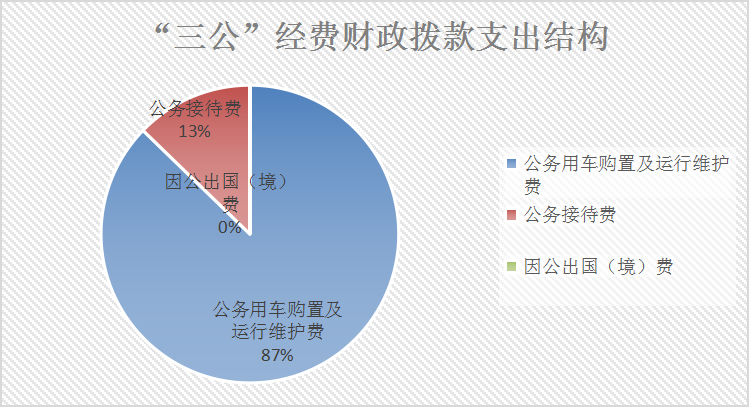 “三公”经费财政拨款支出结构
公务接待费
13%
因公出国（境）
费
0%
公务用车购置及
运行维护费
87%
公务用车购置及运行维护
费
公务接待费
因公出国（境）费